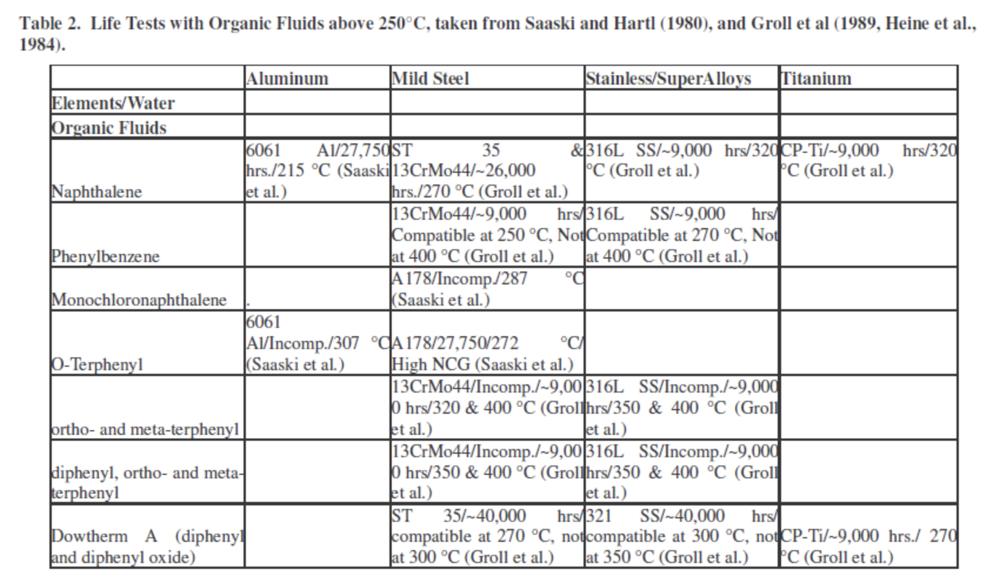 Table 2. Life Tests with Organic Fluids above 250°C, taken from Saaski and Hartl (1980), and Groll et al (1989, Heine et al.,
1984).
Aluminum
Mild Steel
Stainless/SuperAlloys
Titanium
Elements/Water
Organic Fluids
Naphthalene
6061 Al/27,750
hrs./215 °C (Saaski
et al.)
ST 35 &
13CrMo44/~26,000
hrs./270 °C (Groll et al.)
316L SS/~9,000 hrs/320
°C (Groll et al.)
CP-Ti/~9,000 hrs/320
°C (Groll et al.)
Phenylbenzene
13CrMo44/~9,000 hrs/
Compatible at 250 °C, Not
at 400 °C (Groll et al.)
316L SS/~9,000 hrs/
Compatible at 270 °C, Not
at 400 °C (Groll et al.)
Monochloronaphthalene
.
A178/Incomp./287 °C
(Saaski et al.)
O-Terphenyl
6061
Al/Incomp./307 °C
(Saaski et al.)
A178/27,750/272 °C/
High NCG (Saaski et al.)
ortho- and meta-terphenyl
13CrMo44/Incomp./~9,00
0 hrs/320 & 400 °C (Groll
et al.)
316L SS/Incomp./~9,000
hrs/350 & 400 °C (Groll
et al.)
diphenyl, ortho- and meta-
terphenyl
13CrMo44/Incomp./~9,00
0 hrs/350 & 400 °C (Groll
et al.)
316L SS/Incomp./~9,000
hrs/350 & 400 °C (Groll
et al.)
Dowtherm A (diphenyl
and diphenyl oxide)
ST 35/~40,000 hrs/
compatible at 270 °C, not
at 300 °C (Groll et al.)
321 SS/~40,000 hrs/
compatible at 300 °C, not
at 350 °C (Groll et al.)
CP-Ti/~9,000 hrs./ 270
°C (Groll et al.)